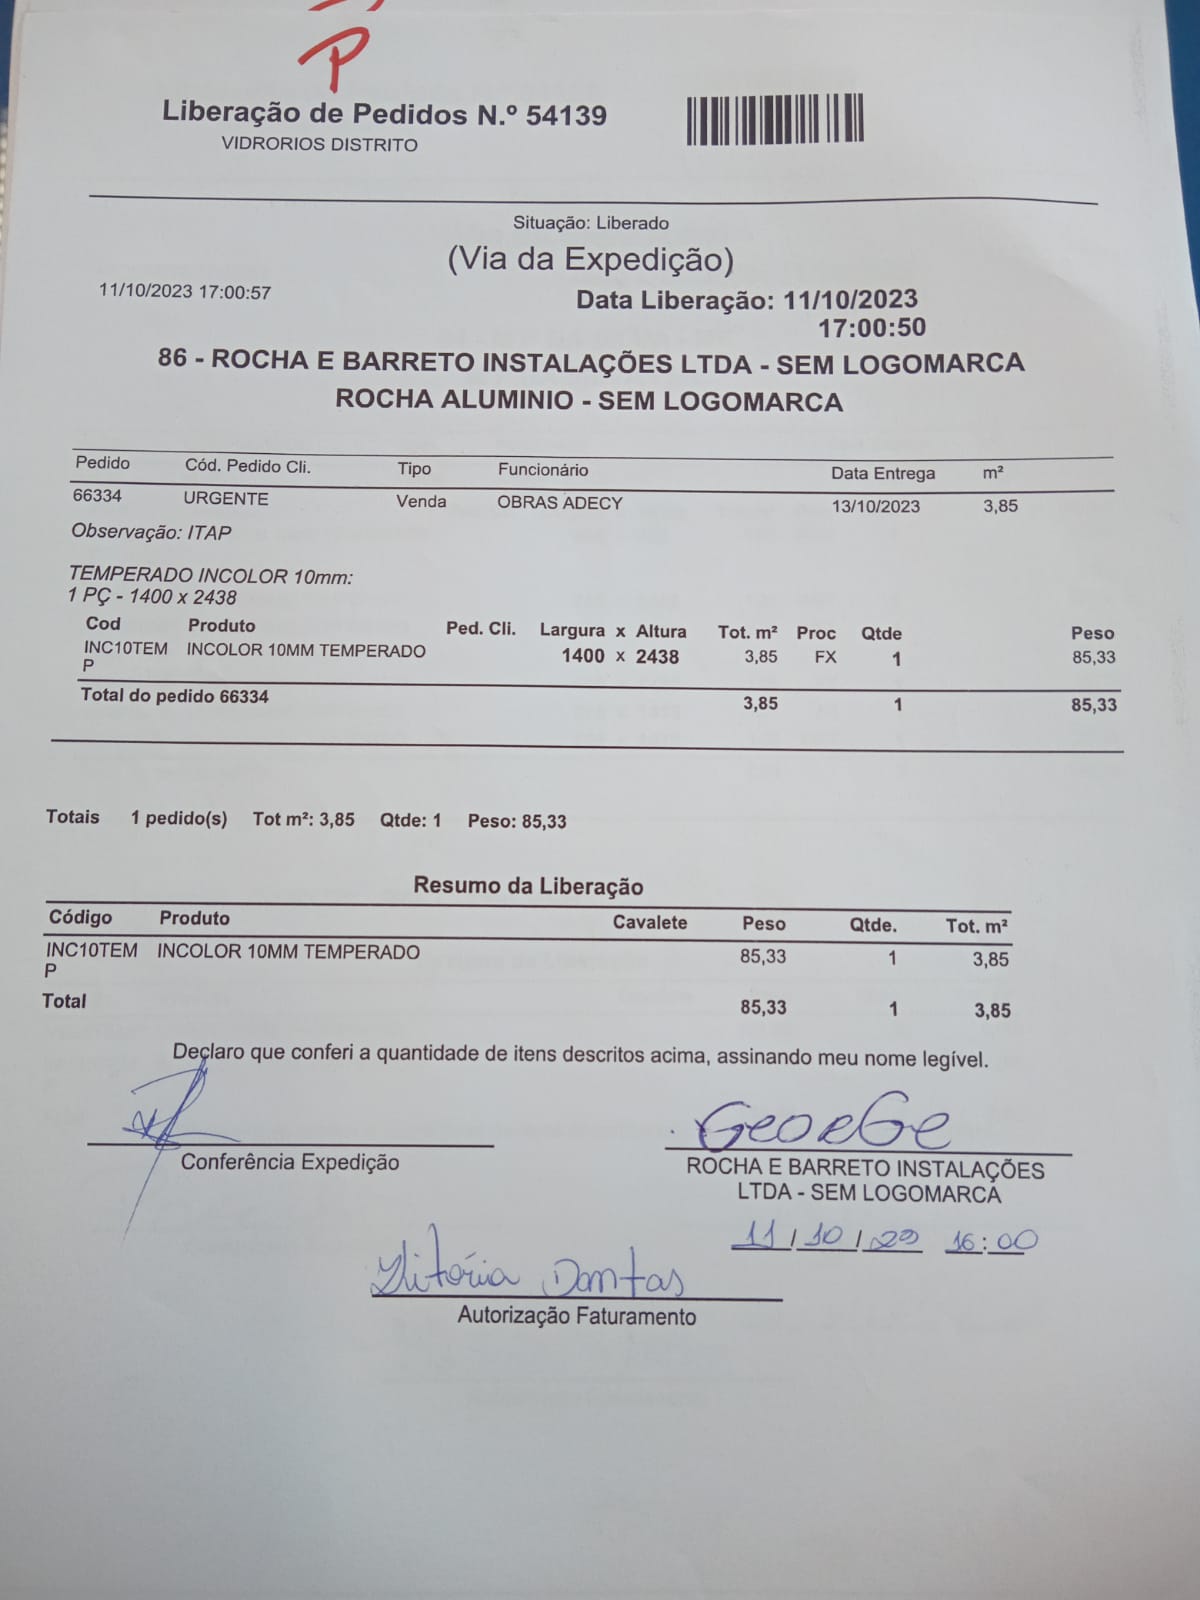 P
Liberação de Pedidos N.º 54139
VIDRORIOS DISTRITO
Situação: Liberado
(Via da Expedição)
11/10/2023 17:00:57
Data Liberação: 11/10/2023
17:00:50
86 - ROCHA E BARRETO INSTALAÇÕES LTDA - SEM LOGOMARCA
ROCHA ALUMINIO - SEM LOGOMARCA
Pedido Cód. Pedido Cli. Tipo Funcionário Data Entrega m²
66334 URGENTE Venda OBRAS ADECY 13/10/2023 3,85
Observação: ITAP
TEMPERADO INCOLOR 10mm:
1 PÇ - 1400 x 2438
Cod Produto Ped. Cli. Largura x Altura Tot. m² Proc Qtde Peso
INC10TEM INCOLOR 10MM TEMPERADO 1400 x 2438 3,85 FX 1 85,33
P
Total do pedido 66334 3,85 1 85,33
Totais 1 pedido(s) Tot m²: 3,85 Qtde: 1 Peso: 85,33
Resumo da Liberação
Código Produto Cavalete Peso Qtde. Tot. m²
INC10TEM INCOLOR 10MM TEMPERADO 85,33 1 3,85
P
Total 85,33 1 3,85
Declaro que conferi a quantidade de itens descritos acima, assinando meu nome legível.
GEORGE
Conferência Expedição
ROCHA E BARRETO INSTALAÇÕES
LTDA - SEM LOGOMARCA
11/10/23 16:00
Vitória Dantas
Autorização Faturamento